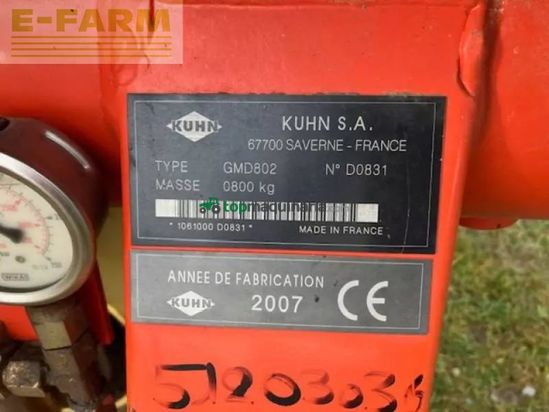 E-FARM
KUHN
KUHN S.A.
67700 SAVERNE - FRANCE
TYPE GMD802 N° D0831
MASSE 0800 kg
topmaquinaria
* 1061000 D0831 *
MADE IN FRANCE
ANNEE DE FABRICATION
KUHN 2007 CE